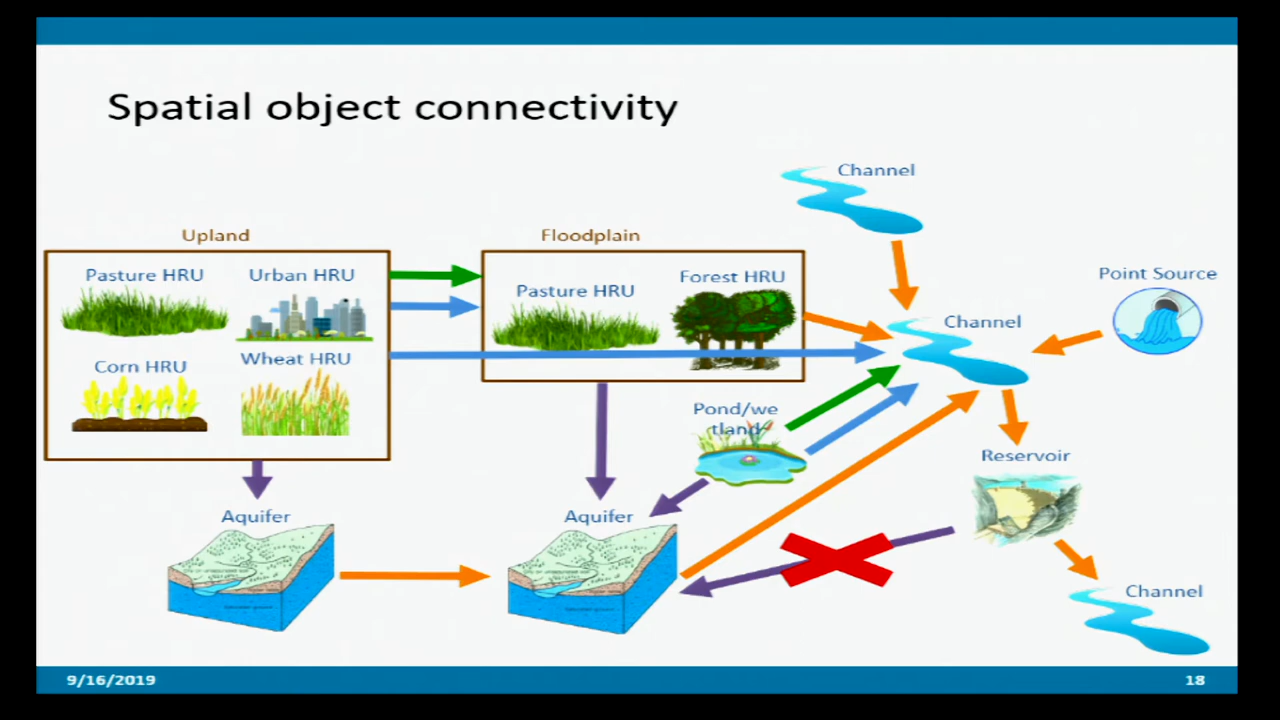 Spatial object connectivity
Channel
Upland
Floodplain
Pasture HRU
Urban HRU
Pasture HRU
Forest HRU
Point Source
Channel
Corn HRU
Wheat HRU
Pond/we
tland
Reservoir
Aquifer
Aquifer
Channel
9/16/2019
18